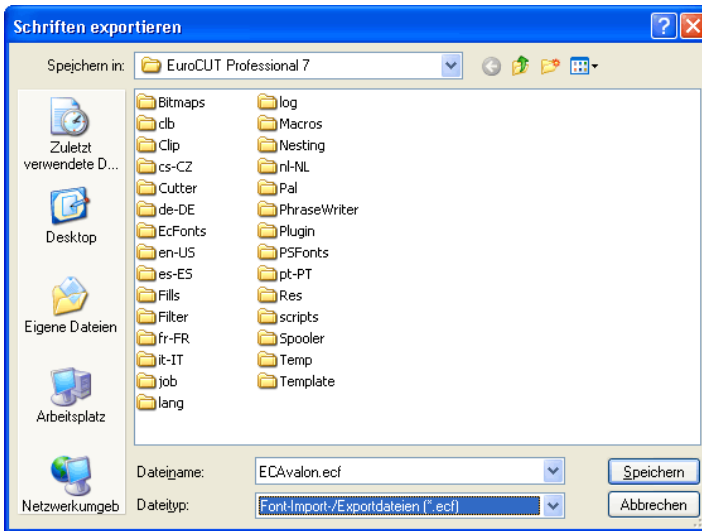 Schriften exportieren
Speichern in:
EuroCUT Professional 7
Zuletzt
verwendete D...
Desktop
Eigene Dateien
Arbeitsplatz
Netzwerkumgeb
Bitmaps
clb
Clip
cs-CZ
Cutter
de-DE
EcFonts
en-US
es-ES
Fills
Filter
fr-FR
it-IT
job
lang
log
Macros
Nesting
nl-NL
Pal
PhraseWriter
Plugin
PSFonts
pt-PT
Res
scripts
Spooler
Temp
Template
Dateiname:
ECAvalon.ecf
Speichern
Dateityp:
Font-Import-/Exportdateien (*.ecf)
Abbrechen